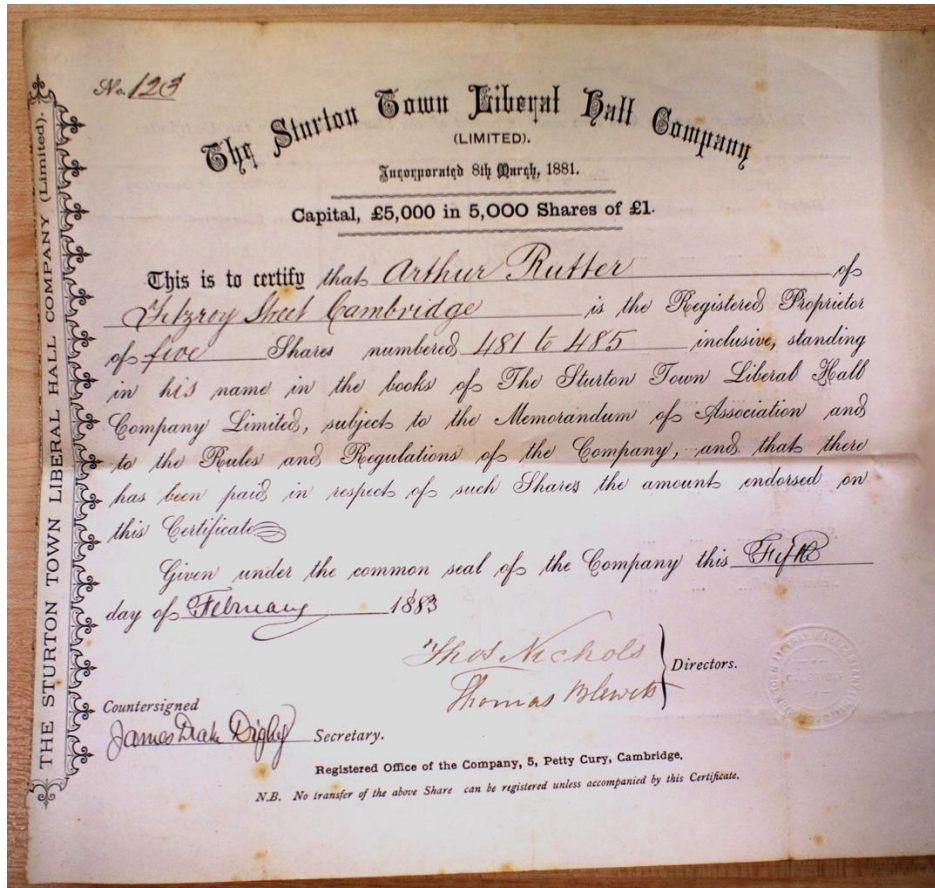 No. 123
The Sturton Town Liberal Hall Company
(LIMITED).
Incorporated 8th March, 1881.
Capital, £5,000 in 5,000 Shares of £1.
This is to certify that Arthur Rutter of
Fitzroy Street Cambridge is the Registered Proprietor
of five Shares numbered 481 to 485 inclusive, standing
in his name in the books of The Sturton Town Liberal Hall
Company Limited, subject to the Memorandum of Association and
to the Rules and Regulations of the Company, and that there
has been paid in respect of such Shares the amount endorsed on
this Certificate
Given under the common seal of the Company this Fifth
day of February 1883
Thos Nichols
Thomas Blewitt
Directors.
Countersigned
James Drake Digby Secretary.
Registered Office of the Company, 5, Petty Cury, Cambridge.
N.B. No transfer of the above Share can be registered unless accompanied by this Certificate.
THE STURTON TOWN LIBERAL HALL COMPANY (Limited).